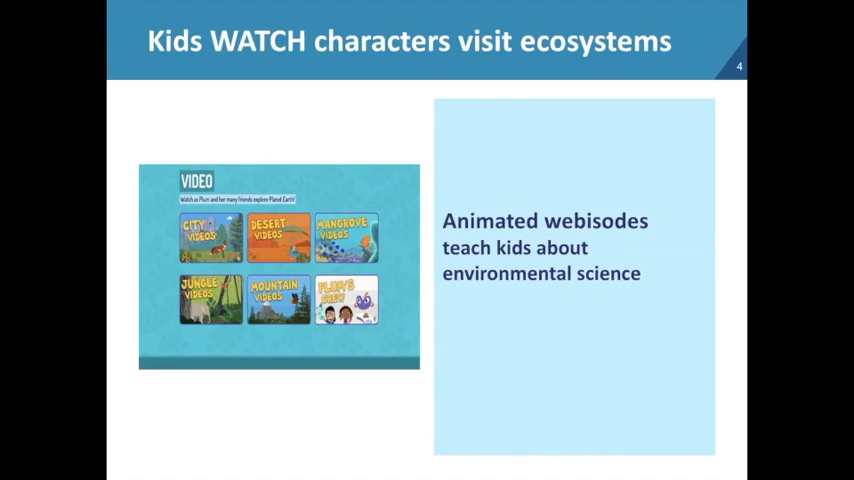 Kids WATCH characters visit ecosystems
4
VIDEO
Watch as Plum and her many friends explore Planet Earth!
CITY
VIDEOS
DESERT
VIDEOS
MANGROVE
VIDEOS
JUNGLE
VIDEOS
MOUNTAIN
VIDEOS
PLUM'S
CREW
Animated webisodes
teach kids about
environmental science